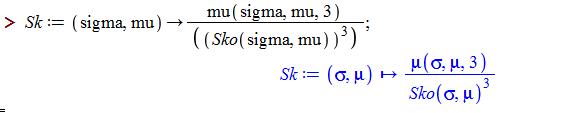 > Sk := (sigma, mu) → mu(sigma, mu, 3) / ((Sko(sigma, mu))^3);
Sk := (σ, μ) ↦ μ(σ, μ, 3) / Sko(σ, μ)^3